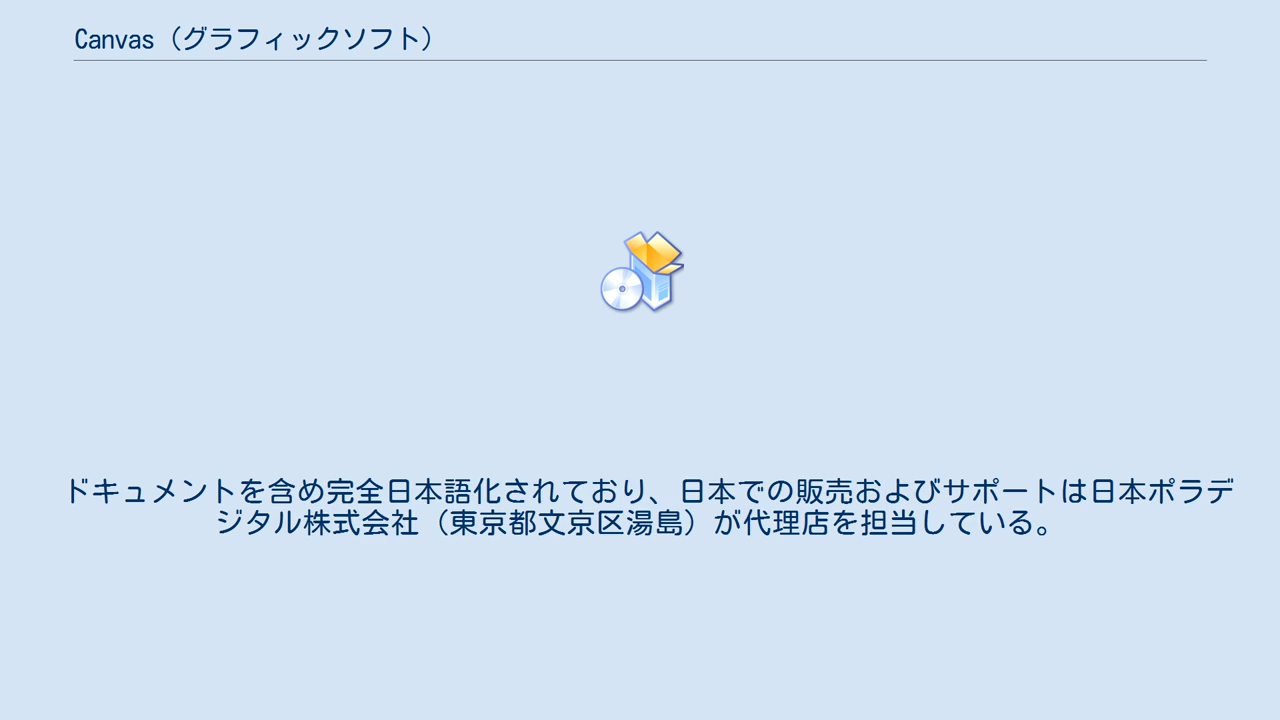 Canvas（グラフィックソフト）
ドキュメントを含め完全日本語化されており、日本での販売およびサポートは日本ポラデ
ジタル株式会社（東京都文京区湯島）が代理店を担当している。